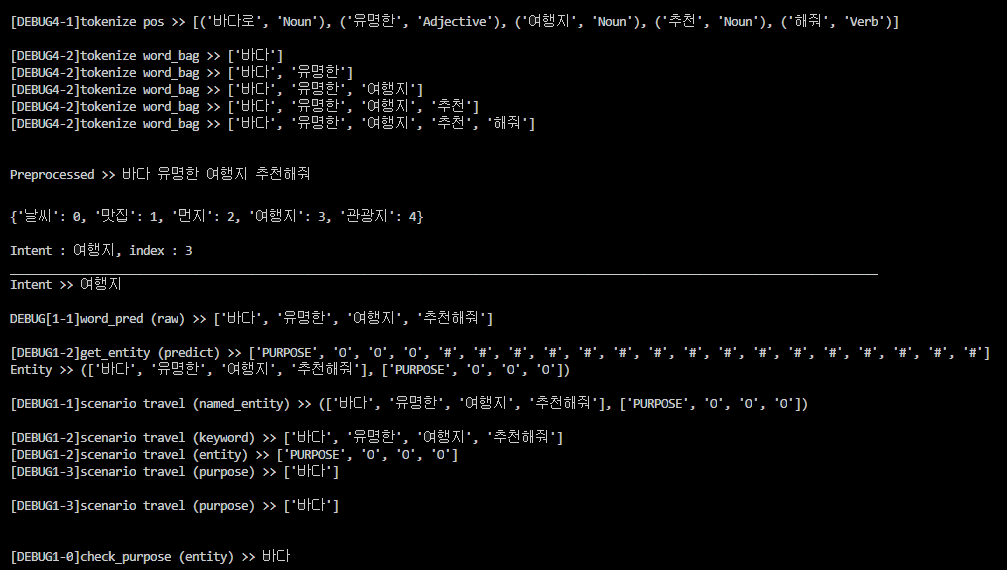 [DEBUG4-1]tokenize pos >> [('바다로', 'Noun'), ('유명한', 'Adjective'), ('여행지', 'Noun'), ('추천', 'Noun'), ('해줘', 'Verb')]
[DEBUG4-2]tokenize word_bag >> ['바다']
[DEBUG4-2]tokenize word_bag >> ['바다', '유명한']
[DEBUG4-2]tokenize word_bag >> ['바다', '유명한', '여행지']
[DEBUG4-2]tokenize word_bag >> ['바다', '유명한', '여행지', '추천']
[DEBUG4-2]tokenize word_bag >> ['바다', '유명한', '여행지', '추천', '해줘']
Preprocessed >> 바다 유명한 여행지 추천해줘
{'날씨': 0, '맛집': 1, '먼지': 2, '여행지': 3, '관광지': 4}
Intent : 여행지, index : 3
Intent >> 여행지
DEBUG[1-1]word_pred (raw) >> ['바다', '유명한', '여행지', '추천해줘']
[DEBUG1-2]get_entity (predict) >> ['PURPOSE', 'O', 'O', 'O', '#', '#', '#', '#', '#', '#', '#', '#', '#', '#', '#', '#', '#', '#', '#', '#']
Entity >> (['바다', '유명한', '여행지', '추천해줘'], ['PURPOSE', 'O', 'O', 'O'])
[DEBUG1-1]scenario travel (named_entity) >> (['바다', '유명한', '여행지', '추천해줘'], ['PURPOSE', 'O', 'O', 'O'])
[DEBUG1-2]scenario travel (keyword) >> ['바다', '유명한', '여행지', '추천해줘']
[DEBUG1-2]scenario travel (entity) >> ['PURPOSE', 'O', 'O', 'O']
[DEBUG1-3]scenario travel (purpose) >> ['바다']
[DEBUG1-3]scenario travel (purpose) >> ['바다']
[DEBUG1-0]check_purpose (entity) >> 바다